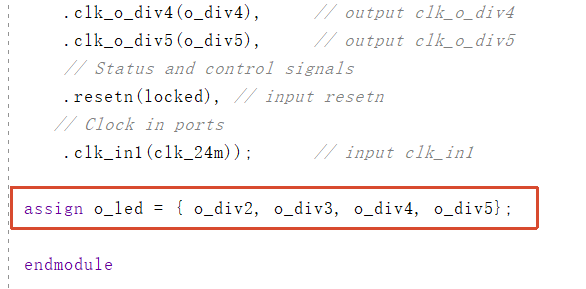 .clk_o_div4(o_div4),      // output clk_o_div4
.clk_o_div5(o_div5),      // output clk_o_div5
// Status and control signals
.resetn(locked), // input resetn
// Clock in ports
.clk_in1(clk_24m));      // input clk_in1
assign o_led = { o_div2, o_div3, o_div4, o_div5};
endmodule